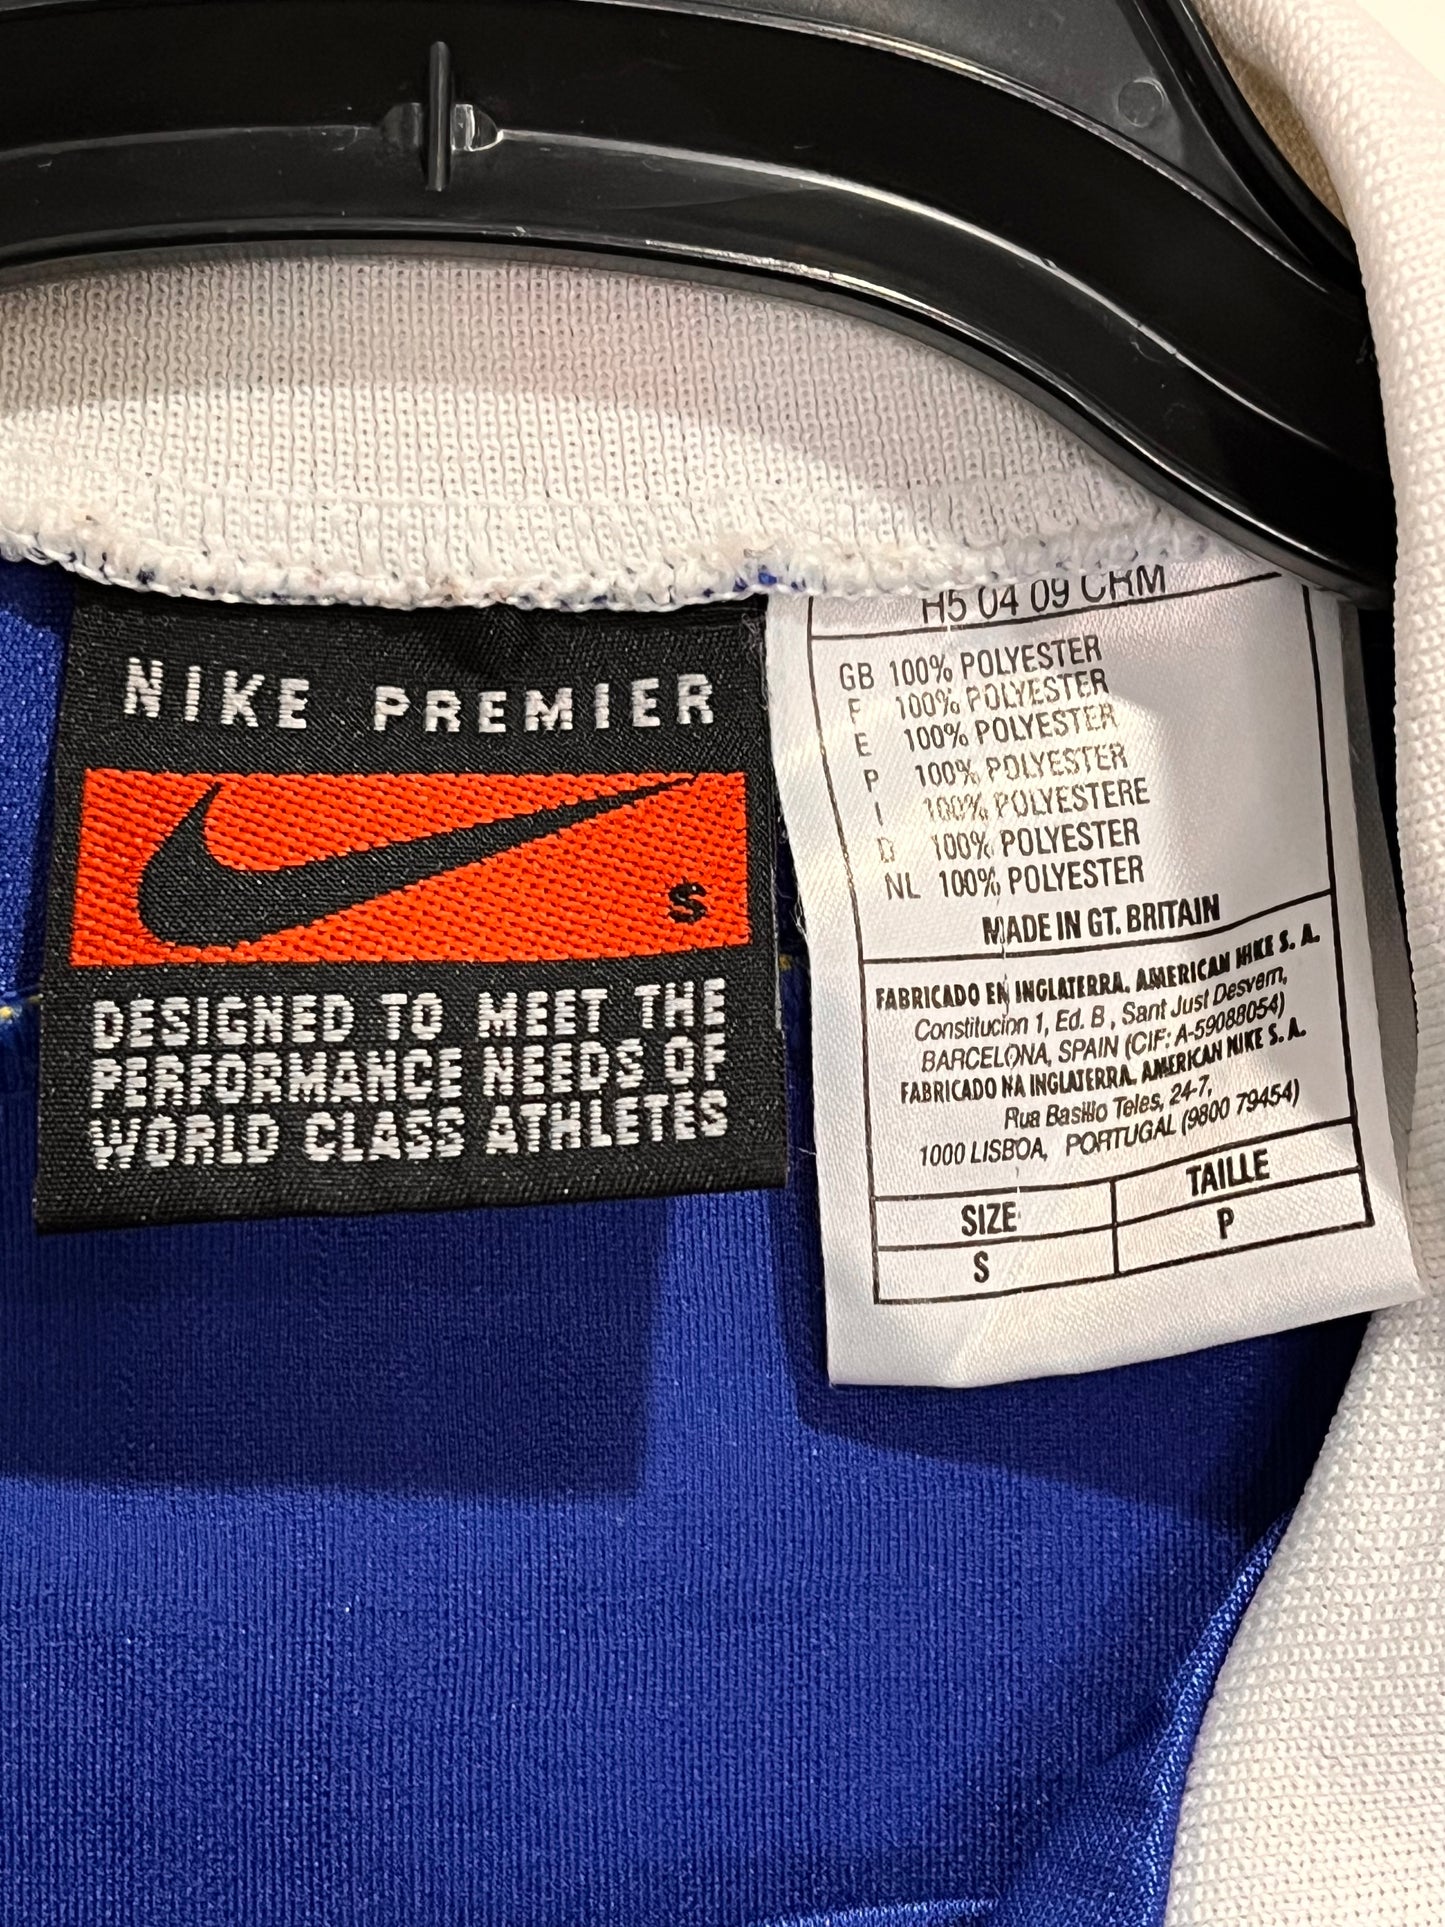 NIKE PREMIER
S
DESIGNED TO MEET THE
PERFORMANCE NEEDS OF
WORLD CLASS ATHLETES
H5 04 09 CHM
GB 100% POLYESTER
F 100% POLYESTER
E 100% POLYESTER
P 100% POLYESTER
I 100% POLYESTERE
D 100% POLYESTER
NL 100% POLYESTER
MADE IN GT. BRITAIN
FABRICADO EN INGLATERRA. AMERICAN NIKE S. A.
Constitucion 1, Ed. B, Sant Just Desvern,
BARCELONA, SPAIN (CIF: A-59088054)
FABRICADO NA INGLATERRA. AMERICAN NIKE S. A.
Rua Basilio Teles, 24-7,
1000 LISBOA, PORTUGAL (9800 79454)
SIZE TAILLE
S P